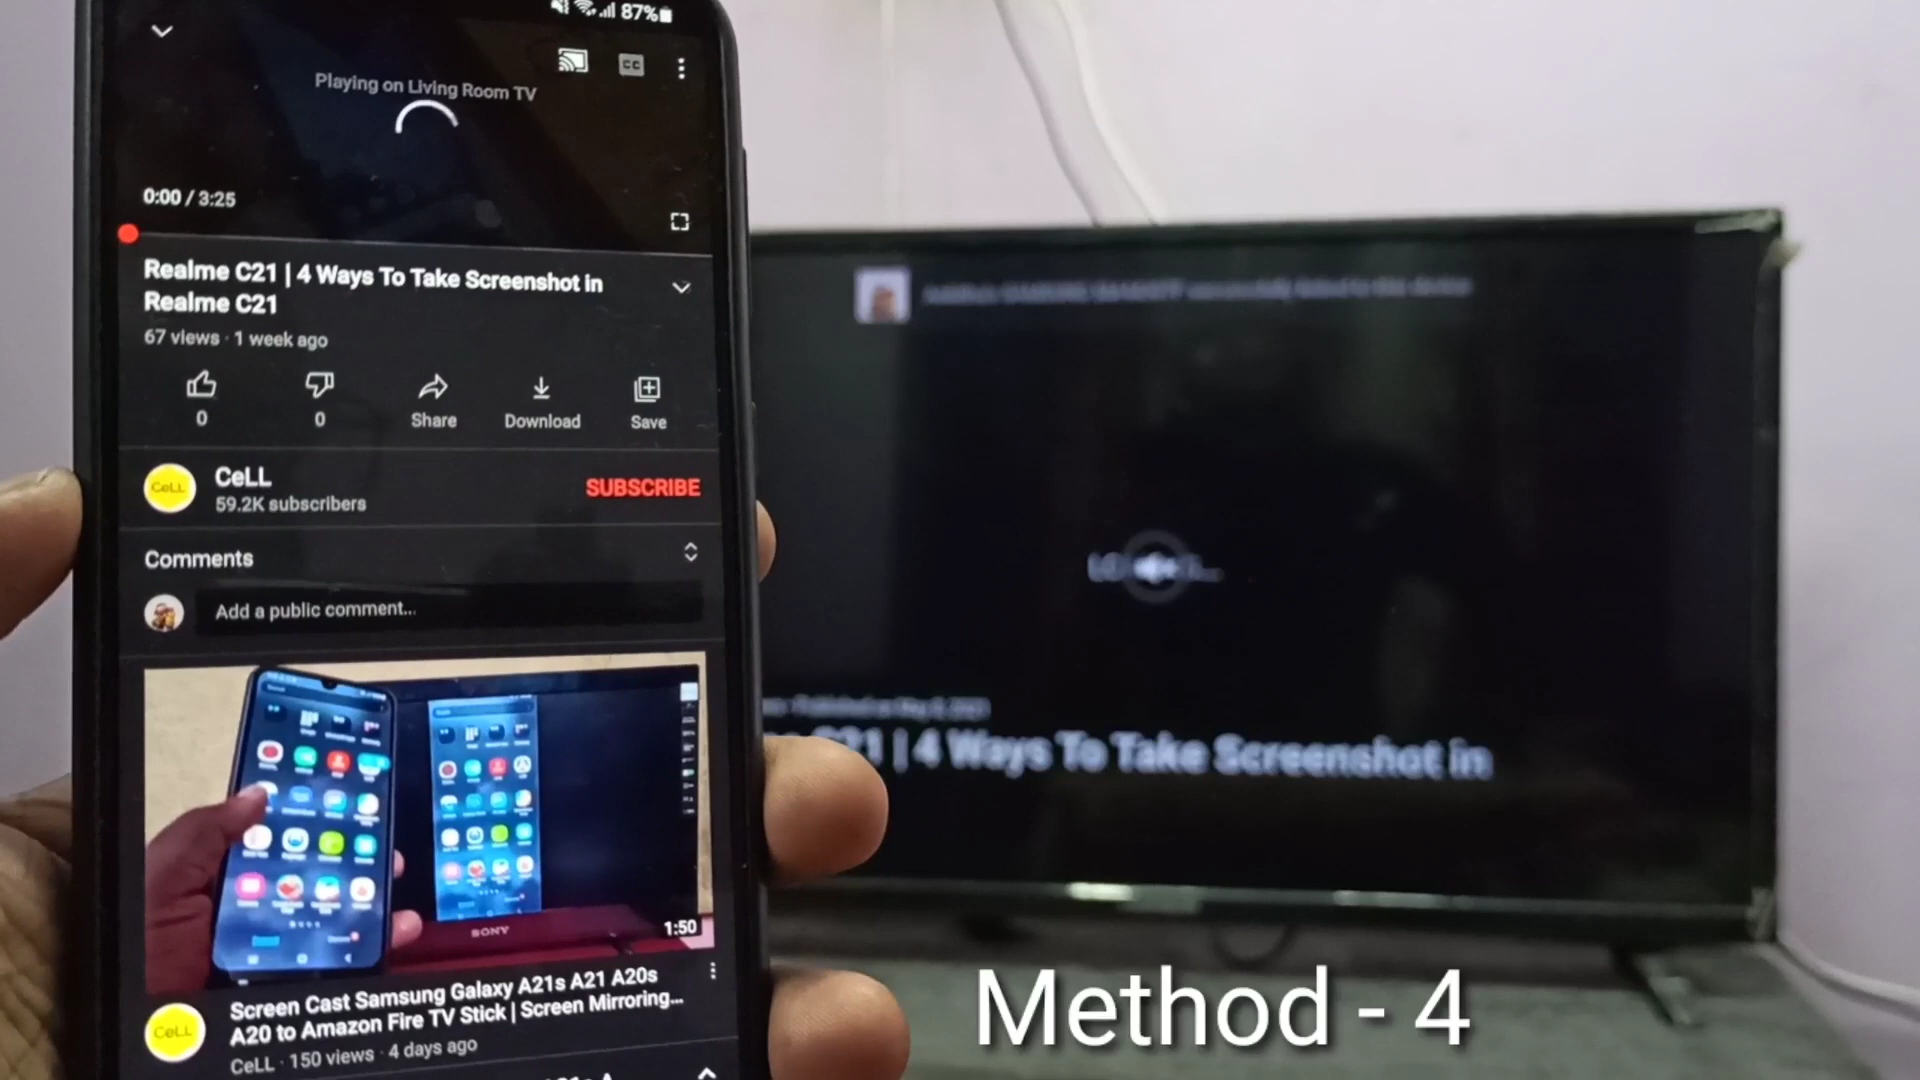 87%
Playing on Living Room TV
CC
0:00 / 3:25
Realme C21 | 4 Ways To Take Screenshot in
Realme C21
67 views · 1 week ago
0
0
Share
Download
Save
CeLL
CeLL
59.2K subscribers
SUBSCRIBE
Comments
Add a public comment...
SONY
1:50
Screen Cast Samsung Galaxy A21s A21 A20s
A20 to Amazon Fire TV Stick | Screen Mirroring...
CeLL
CeLL · 150 views · 4 days ago
C21 | 4 Ways To Take Screenshot in
Method - 4